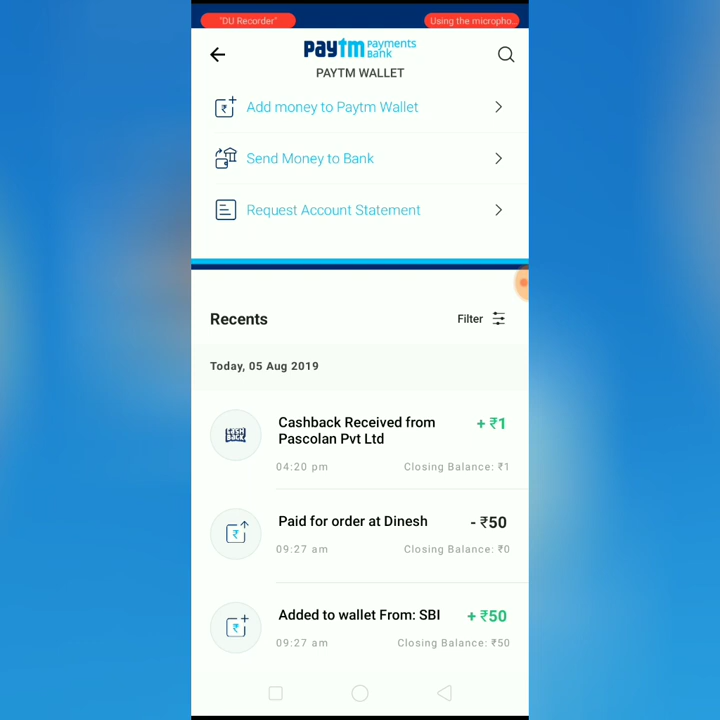 "DU Recorder"
Using the micropho..
paytm Payments Bank
PAYTM WALLET
Add money to Paytm Wallet
Send Money to Bank
Request Account Statement
Recents
Filter
Today, 05 Aug 2019
CASH BACK
Cashback Received from
Pascolan Pvt Ltd
+ ₹1
04:20 pm
Closing Balance: ₹1
Paid for order at Dinesh
- ₹50
09:27 am
Closing Balance: ₹0
Added to wallet From: SBI
+ ₹50
09:27 am
Closing Balance: ₹50